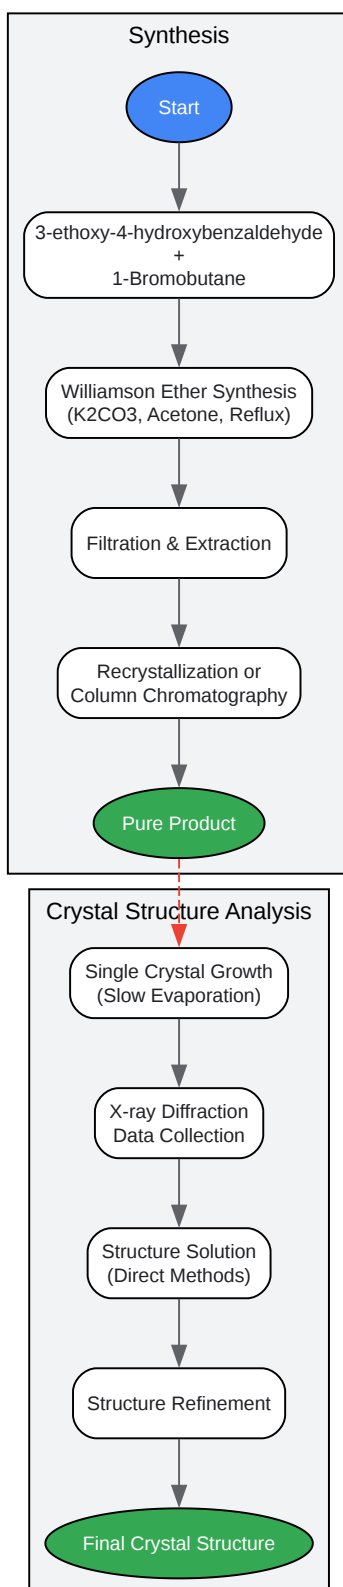 Synthesis
Start
3-ethoxy-4-hydroxybenzaldehyde
+
1-Bromobutane
Williamson Ether Synthesis
(K2CO3, Acetone, Reflux)
Filtration & Extraction
Recrystallization or
Column Chromatography
Pure Product
Crystal Structure Analysis
Single Crystal Growth
(Slow Evaporation)
X-ray Diffraction
Data Collection
Structure Solution
(Direct Methods)
Structure Refinement
Final Crystal Structure